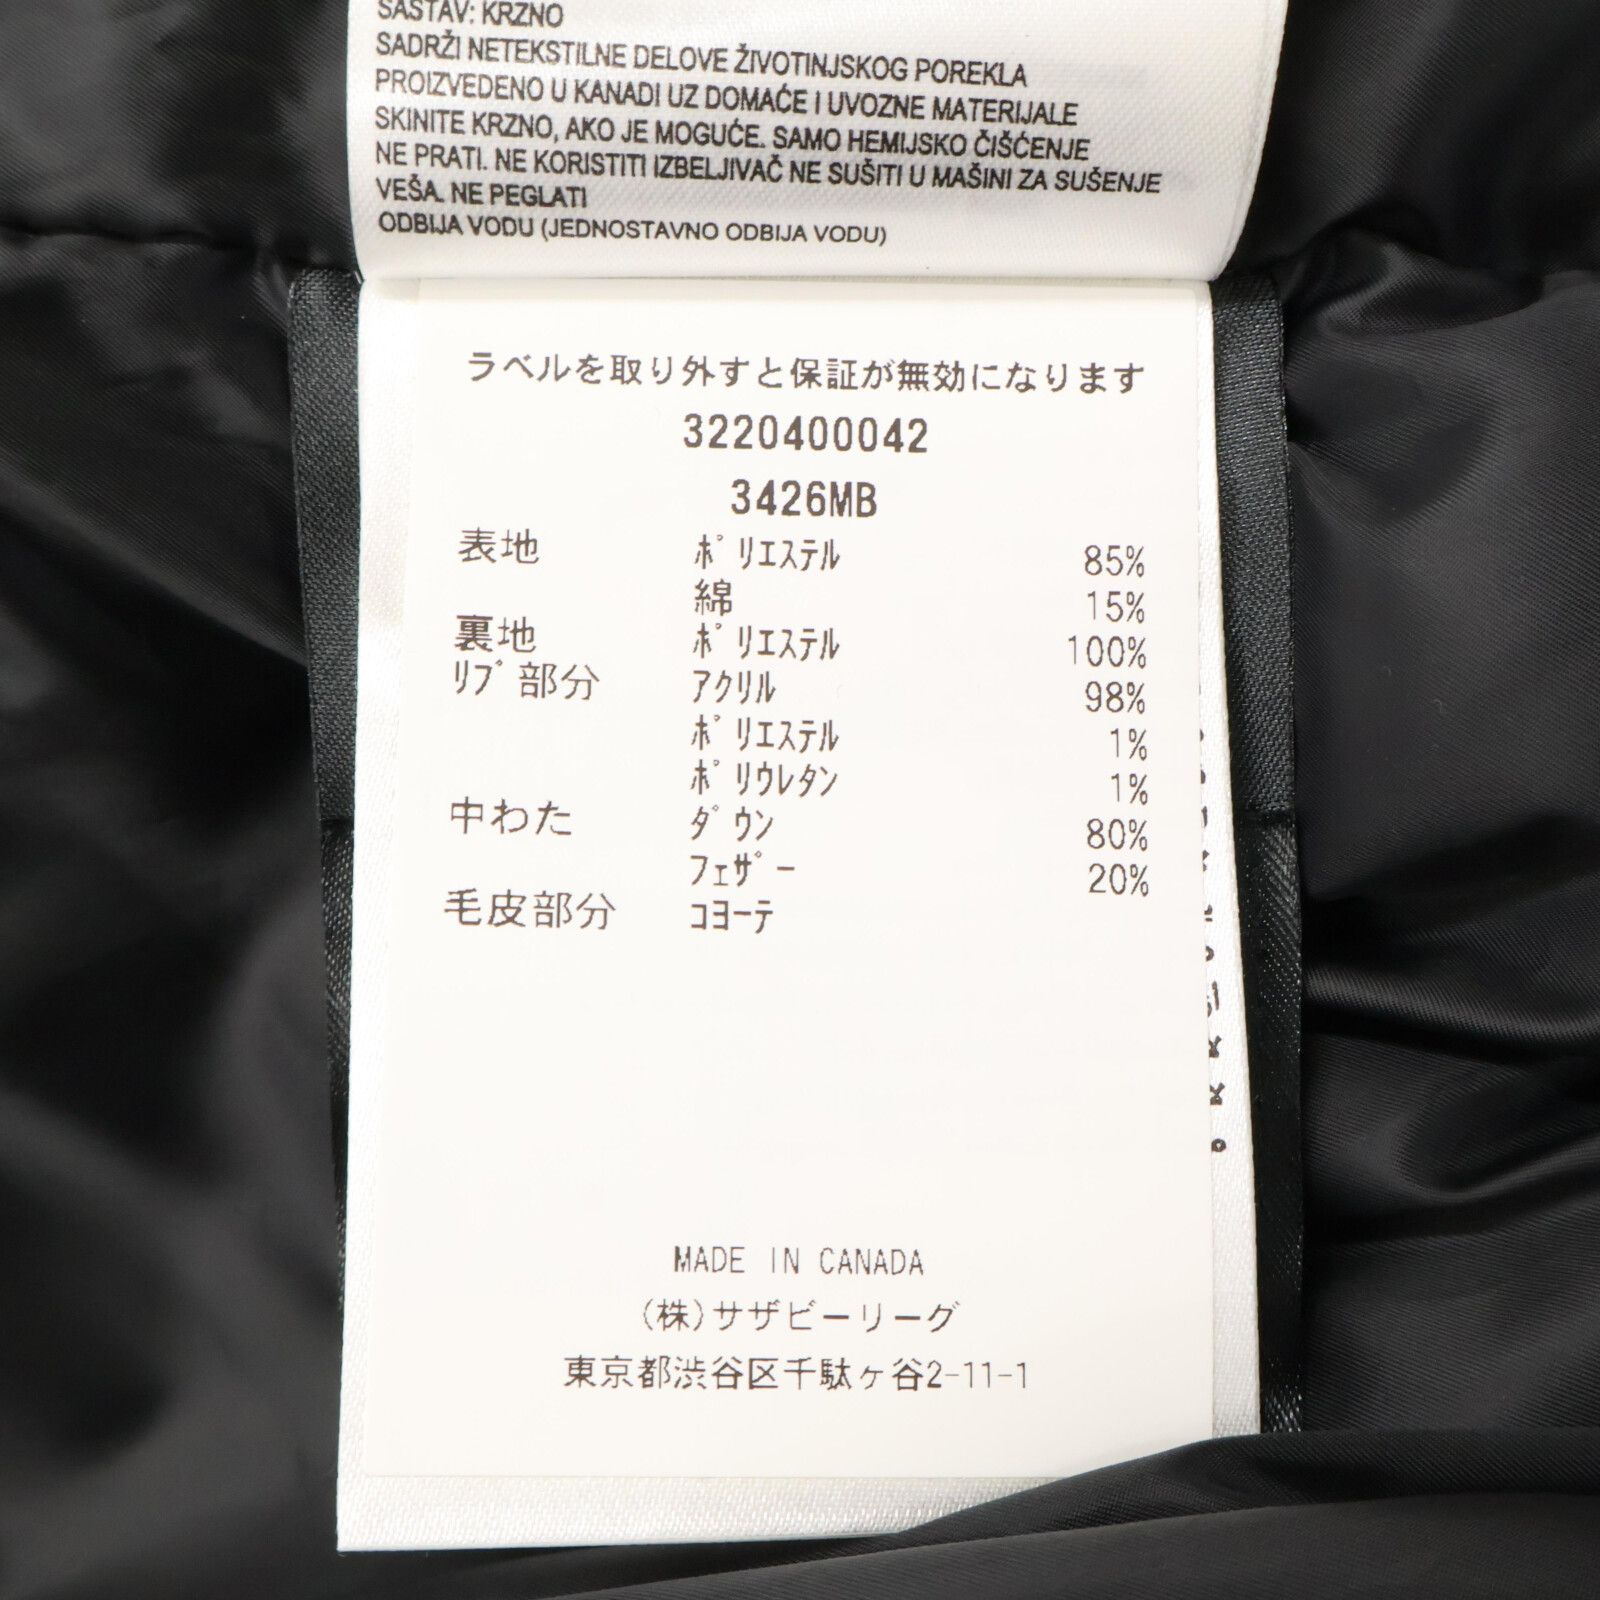 SASTAV: KRZNO
SADRŽI NETEKSTILNE DELOVE ŽIVOTINJSKOG POREKLA
PROIZVEDENO U KANADI UZ DOMAĆE I UVOZNE MATERIJALE
SKINITE KRZNO, AKO JE MOGUĆE. SAMO HEMIJSKO ČIŠĆENJE
NE PRATI. NE KORISTITI IZBELJIVAČ NE SUŠITI U MAŠINI ZA SUŠENJE
VEŠA. NE PEGLATI
ODBIJA VODU (JEDNOSTAVNO ODBIJA VODU)
ラベルを取り外すと保証が無効になります
3220400042
3426MB
表地 ﾎﾟﾘｴｽﾃﾙ 85%
綿 15%
裏地 ﾎﾟﾘｴｽﾃﾙ 100%
ﾘﾌﾞ部分 ｱｸﾘﾙ 98%
ﾎﾟﾘｴｽﾃﾙ 1%
ﾎﾟﾘｳﾚﾀﾝ 1%
中わた ﾀﾞｳﾝ 80%
ﾌｪｻﾞｰ 20%
毛皮部分 ｺﾖｰﾃ
MADE IN CANADA
(株)サザビーリーグ
東京都渋谷区千駄ヶ谷2-11-1